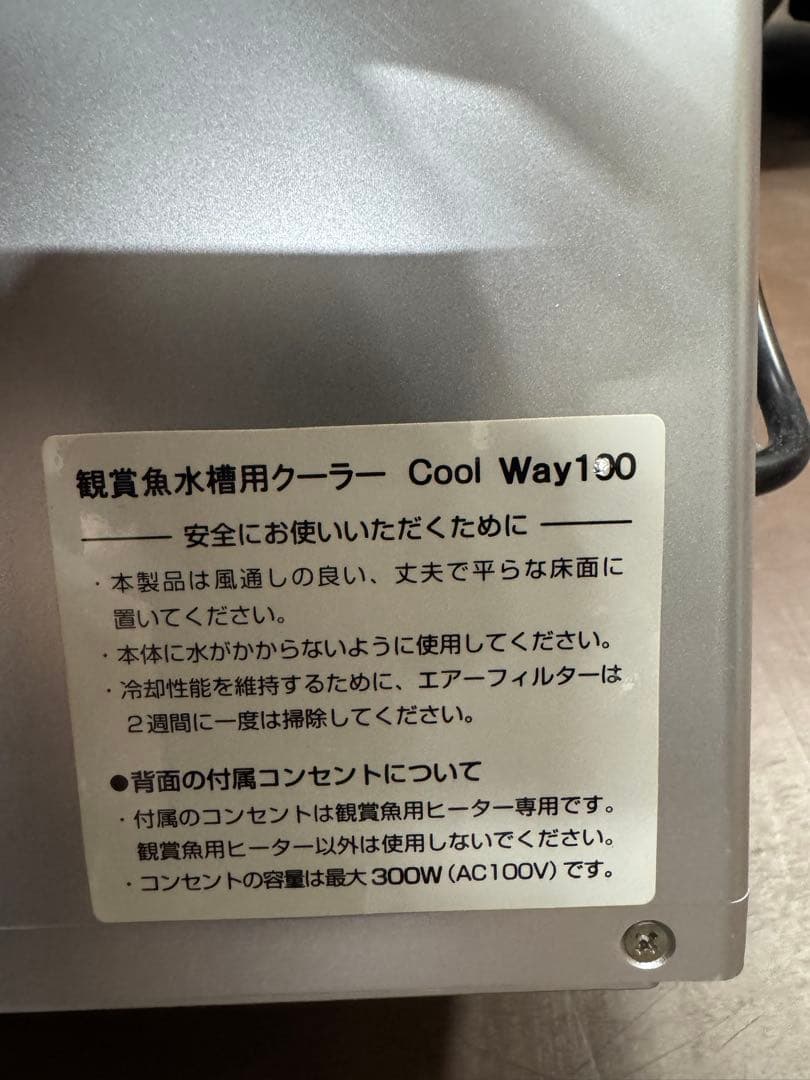 観賞魚水槽用クーラー Cool Way100
安全にお使いいただくために
・本製品は風通しの良い、丈夫で平らな床面に
置いてください。
・本体に水がかからないように使用してください。
・冷却性能を維持するために、エアーフィルターは
２週間に一度は掃除してください。
●背面の付属コンセントについて
・付属のコンセントは観賞魚用ヒーター専用です。
観賞魚用ヒーター以外は使用しないでください。
・コンセントの容量は最大300W(AC100V)です。